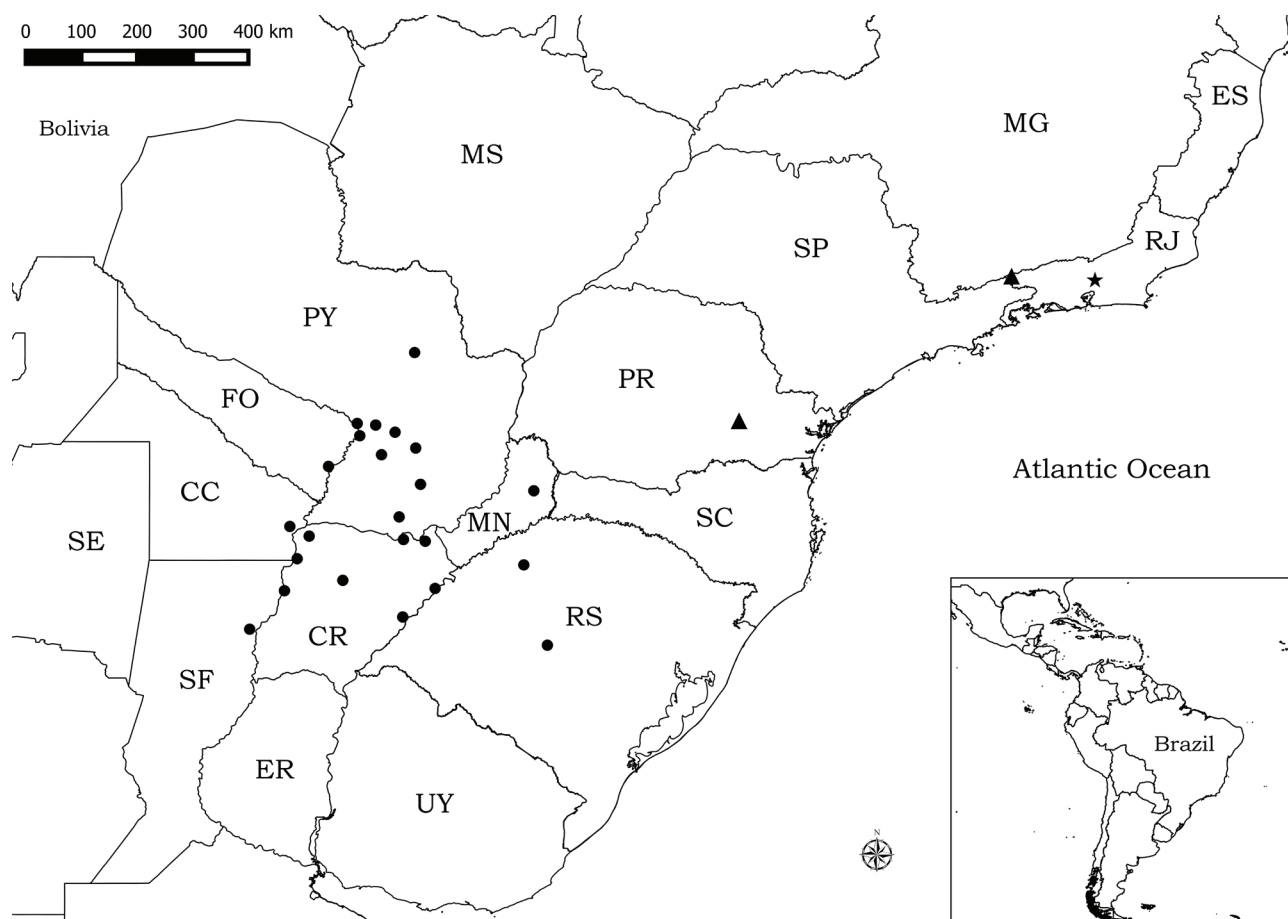 0 100 200 300 400 km
Bolivia
MS
MG
ES
SP
RJ
PY
PR
FO
Atlantic Ocean
CC
MN
SC
SE
RS
CR
SF
Brazil
ER
UY
N